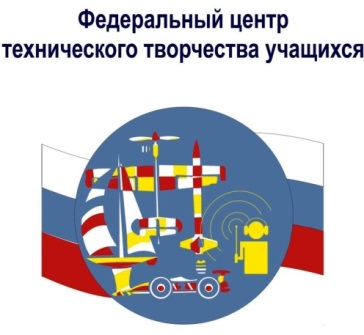 Федеральный центр
технического творчества учащихся